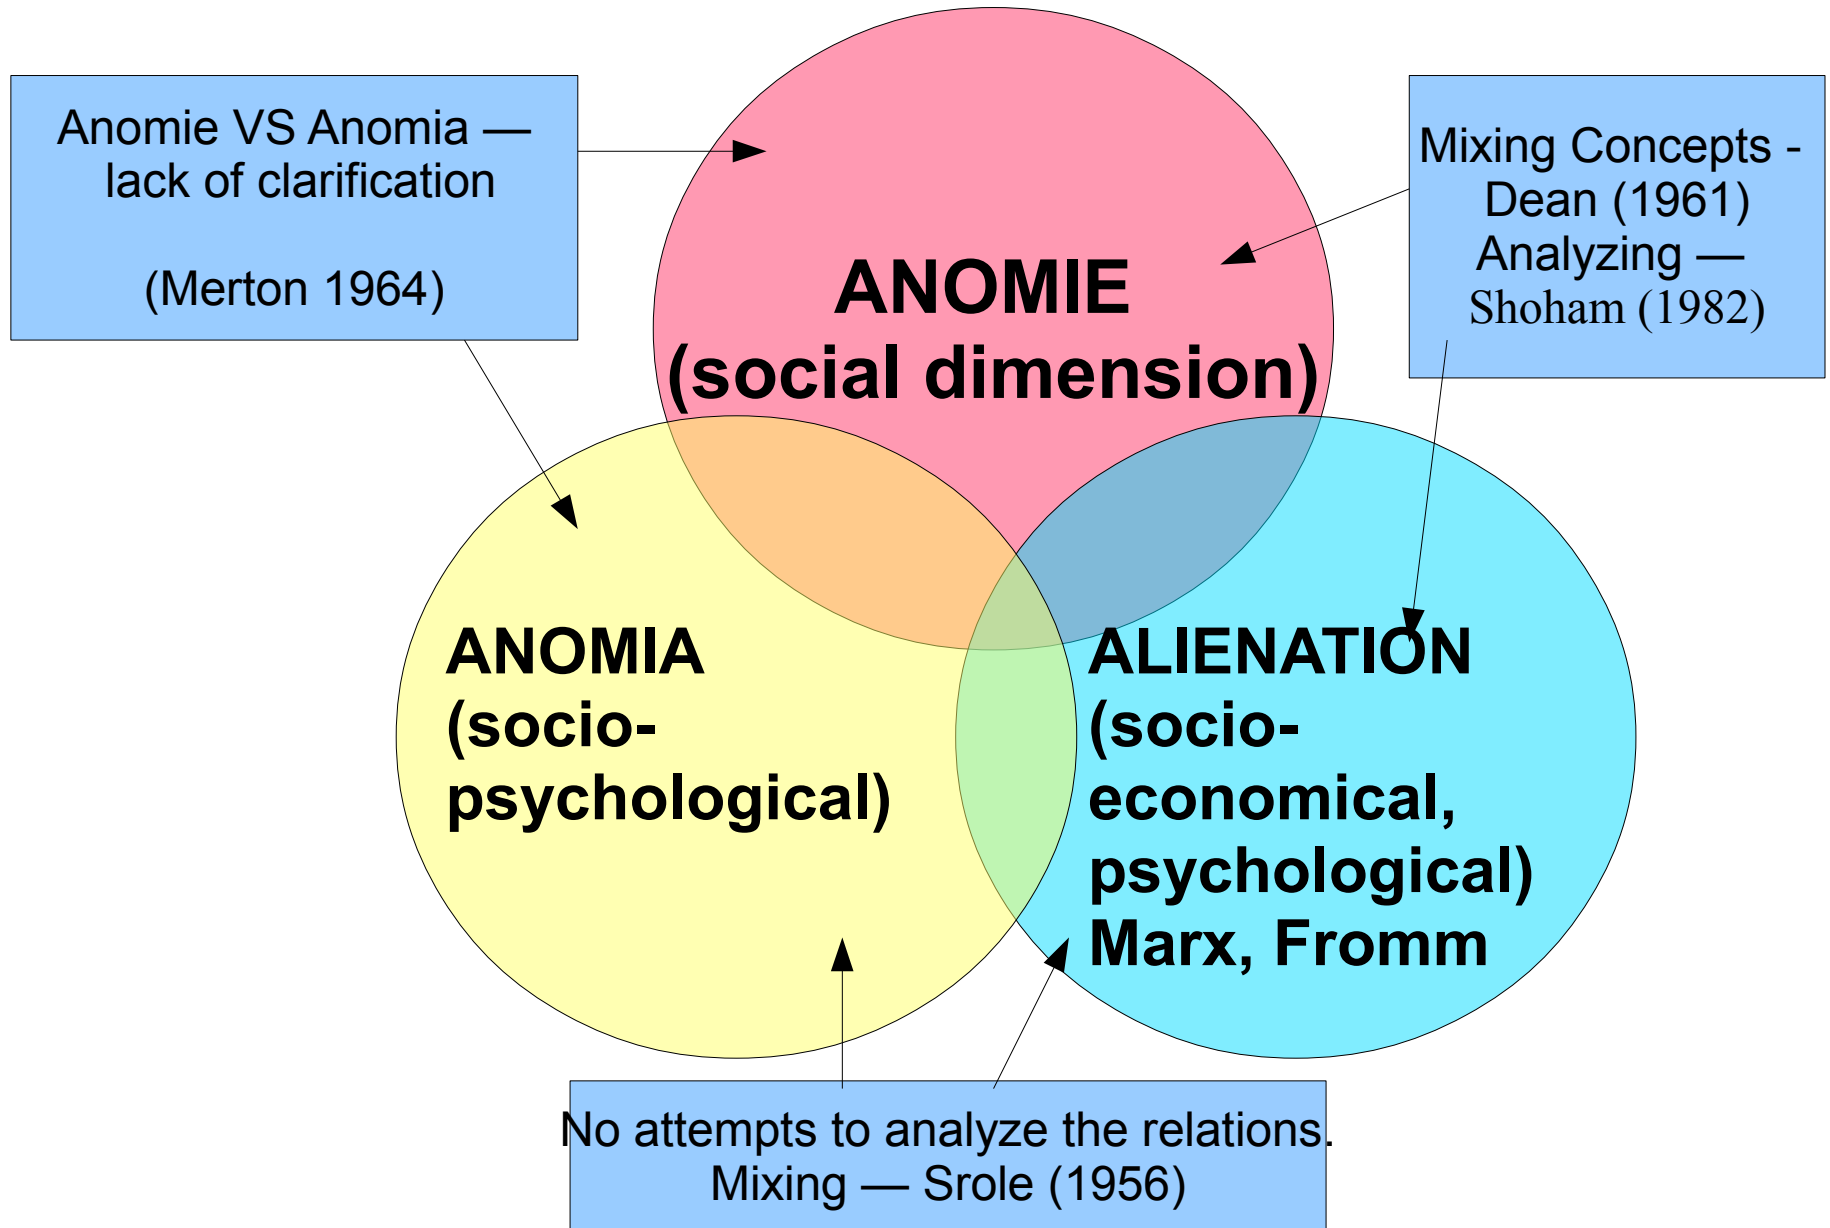 Anomie VS Anomia —
lack of clarification
(Merton 1964)
Mixing Concepts -
Dean (1961)
Analyzing —
Shoham (1982)
ANOMIE
(social dimension)
ANOMIA
(socio-
psychological)
ALIENATION
(socio-
economical,
psychological)
Marx, Fromm
No attempts to analyze the relations.
Mixing — Srole (1956)